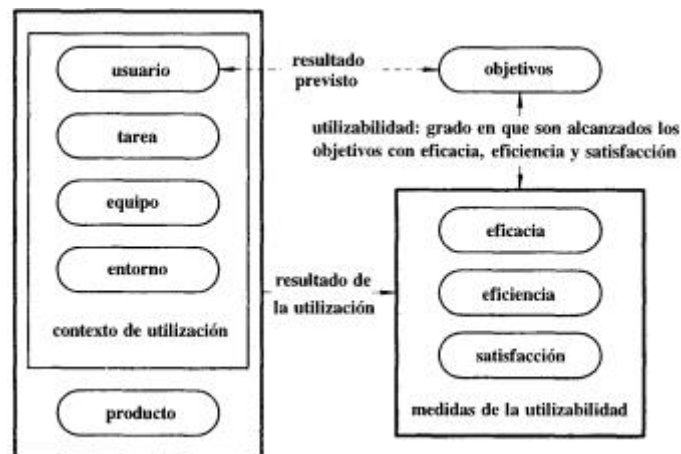 usuario
resultado
previsto
objetivos
utilizabilidad: grado en que son alcanzados los
objetivos con eficacia, eficiencia y satisfacción
tarea
equipo
entorno
contexto de utilización
producto
resultado de
la utilización
eficacia
eficiencia
satisfacción
medidas de la utilizabilidad